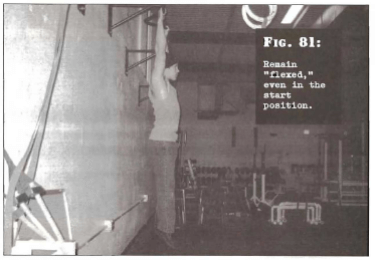 FIG. 81:
Remain
"flexed,"
even in the
start
position.